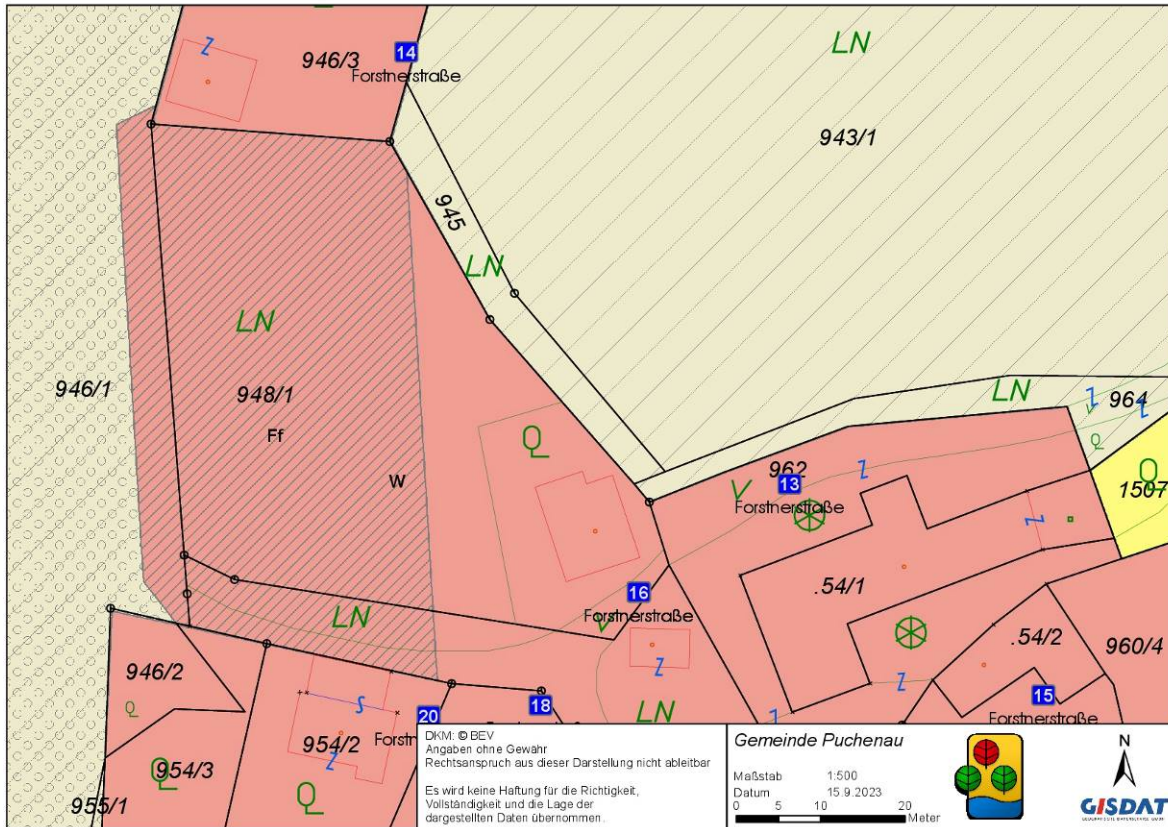 LN
14
946/3
Forstnerstraße
943/1
945
LN
LN
948/1
946/1
Ff
W
LN
964
962
13
Forstnerstraße
1507
16
Forstnerstraße
.54/1
LN
.54/2
960/4
946/2
15
Forstnerstraße
18
20
LN
954/2
954/3
955/1
DKM: © BEV
Angaben ohne Gewähr
Rechtsanspruch aus dieser Darstellung nicht ableitbar
Es wird keine Haftung für die Richtigkeit,
Vollständigkeit und die Lage der
dargestellten Daten übernommen.
Gemeinde Puchenau
Maßstab 1:500
Datum 15.9.2023
0 5 10 20 Meter
N
GISDAT